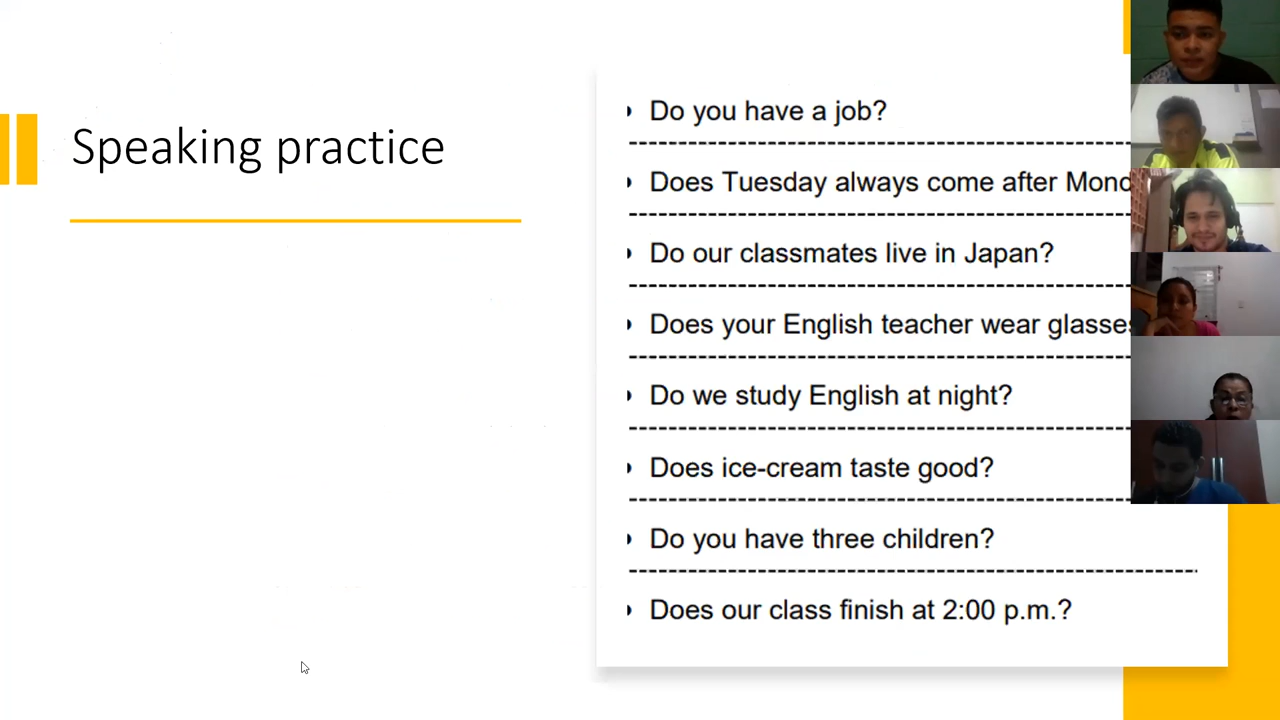 Speaking practice
Do you have a job?
Does Tuesday always come after
Do our classmates live in Japan?
Does your English teacher wear glasses
Do we study English at night?
Does ice-cream taste good?
Do you have three children?
Does our class finish at 2:00 p.m.?